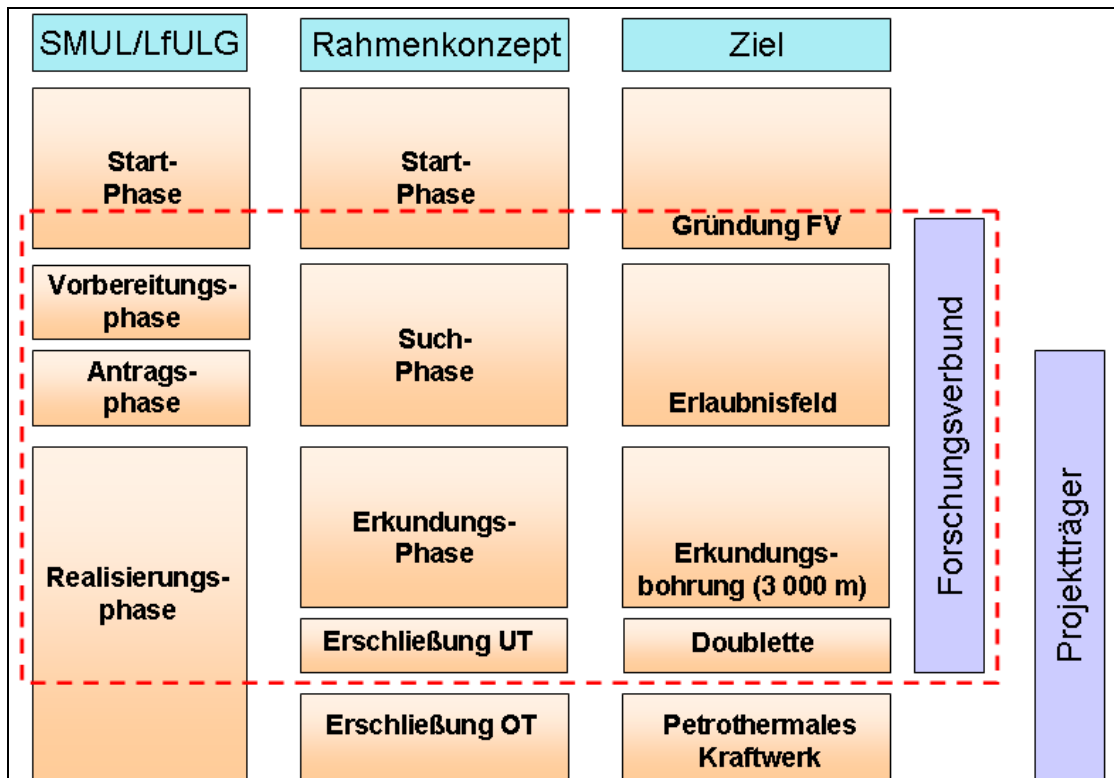 SMUL/LfULG
Rahmenkonzept
Ziel
Start-
Phase
Start-
Phase
Gründung FV
Vorbereitungs-
phase
Such-
Phase
Antrags-
phase
Erlaubnisfeld
Realisierungs-
phase
Erkundungs-
Phase
Erkundungs-
bohrung (3 000 m)
Erschließung UT
Doublette
Erschließung OT
Petrothermales
Kraftwerk
Forschungsverbund
Projektträger